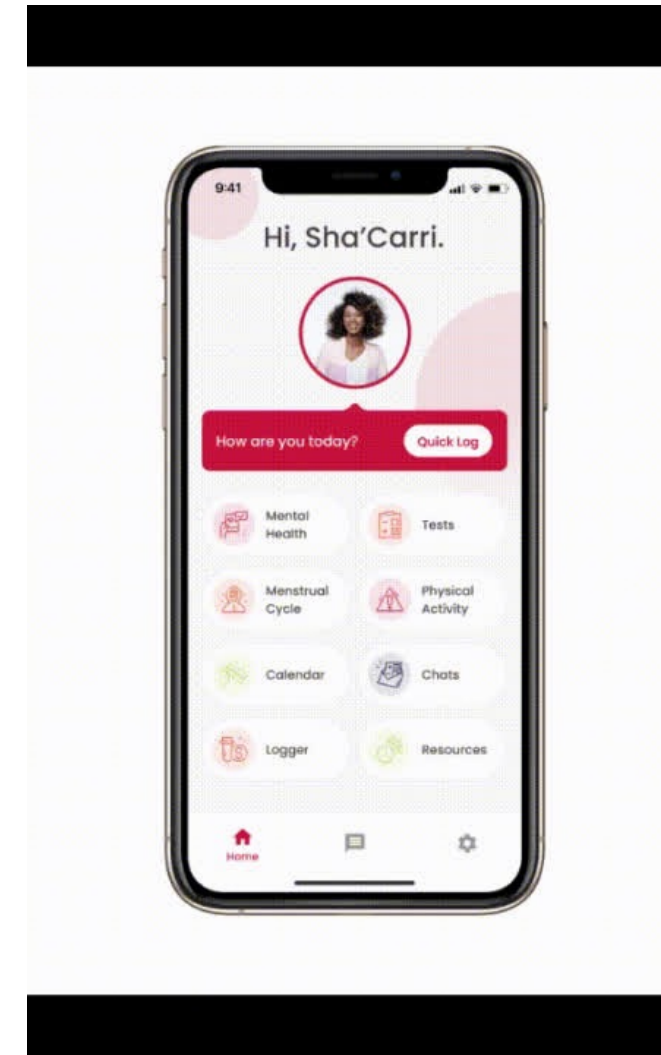 9:41
Hi, Sha'Carri.
How are you today?
Quick Log
Mental
Health
Tests
Menstrual
Cycle
Physical
Activity
Calendar
Chats
Logger
Resources
Home